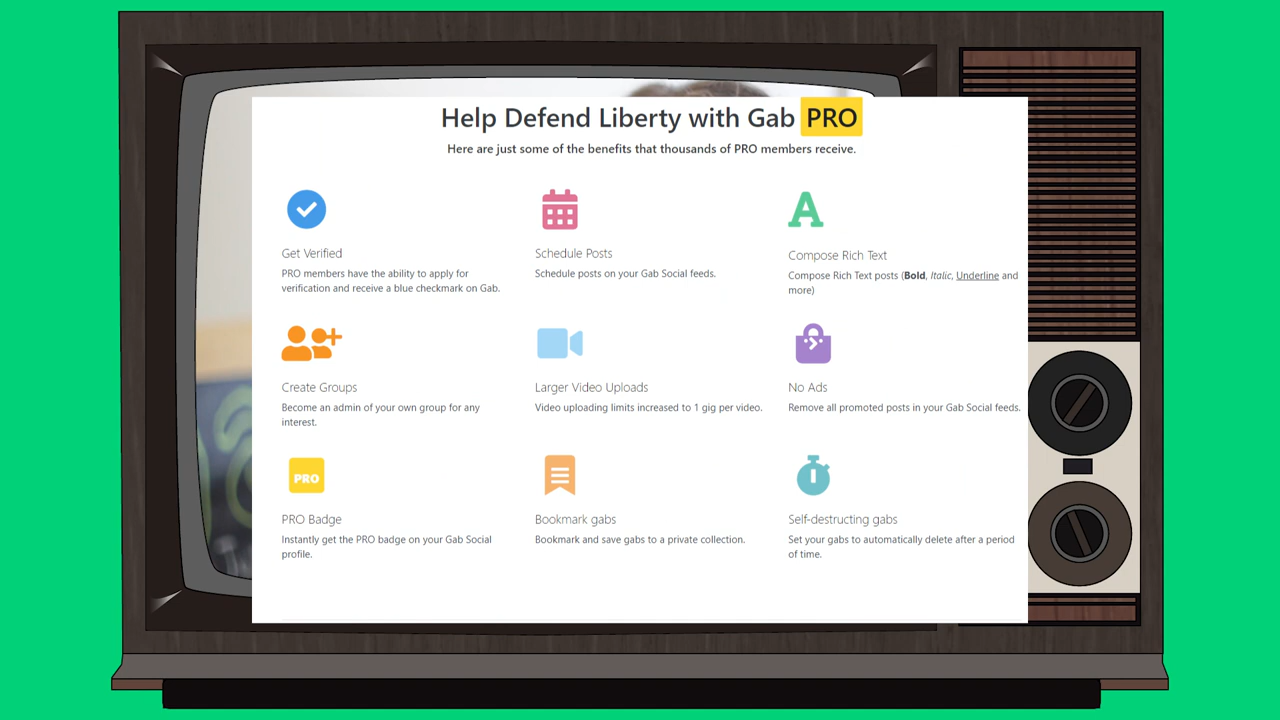 Help Defend Liberty with Gab PRO
Here are just some of the benefits that thousands of PRO members receive.
Get Verified
PRO members have the ability to apply for
verification and receive a blue checkmark on Gab.
Schedule Posts
Schedule posts on your Gab Social feeds.
A
Compose Rich Text
Compose Rich Text posts (Bold, Italic, Underline and
more)
Create Groups
Become an admin of your own group for any
interest.
Larger Video Uploads
Video uploading limits increased to 1 gig per video.
No Ads
Remove all promoted posts in your Gab Social feeds.
PRO
PRO Badge
Instantly get the PRO badge on your Gab Social
profile.
Bookmark gabs
Bookmark and save gabs to a private collection.
Self-destructing gabs
Set your gabs to automatically delete after a period
of time.